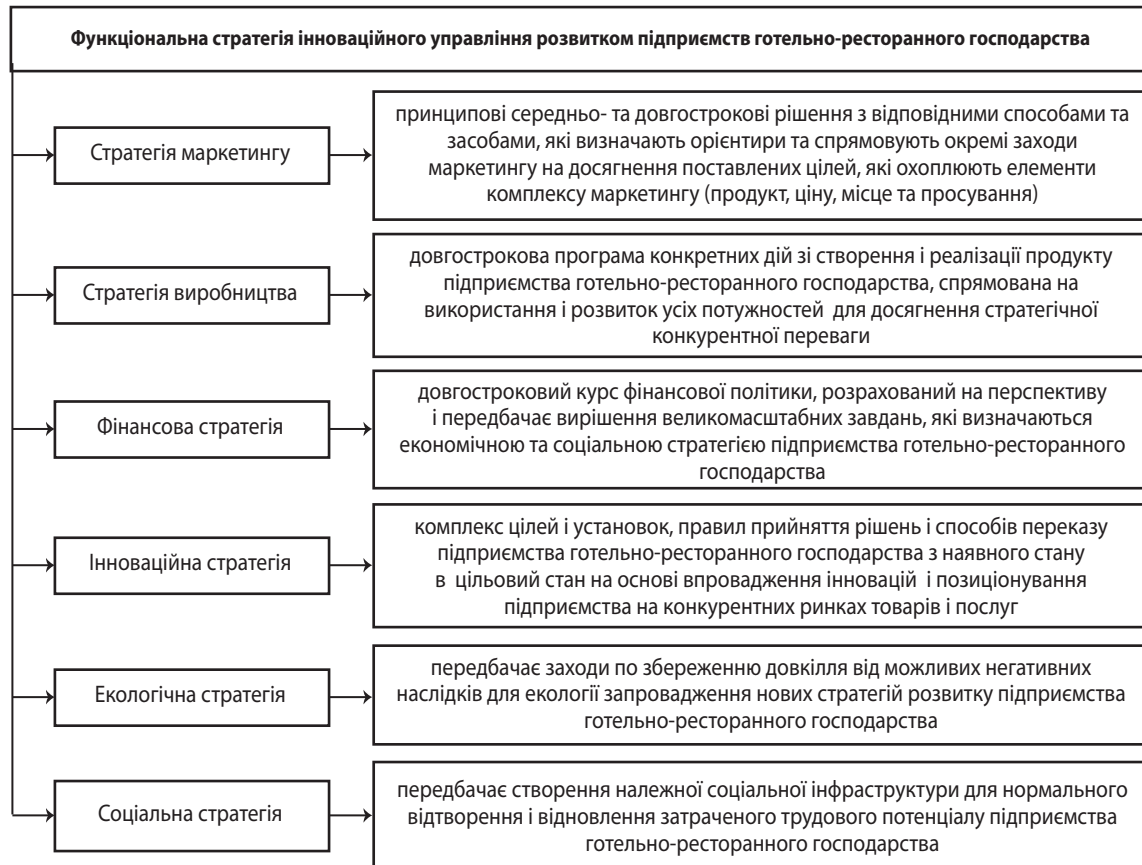 Функціональна стратегія інноваційного управління розвитком підприємств готельно-ресторанного господарства
Стратегія маркетингу
принципові середньо- та довгострокові рішення з відповідними способами та
засобами, які визначають орієнтири та спрямовують окремі заходи
маркетингу на досягнення поставлених цілей, які охоплюють елементи
комплексу маркетингу (продукт, ціну, місце та просування)
Стратегія виробництва
довгострокова програма конкретних дій зі створення і реалізації продукту
підприємства готельно-ресторанного господарства, спрямована на
використання і розвиток усіх потужностей для досягнення стратегічної
конкурентної переваги
Фінансова стратегія
довгостроковий курс фінансової політики, розрахований на перспективу
і передбачає вирішення великомасштабних завдань, які визначаються
економічною та соціальною стратегією підприємства готельно-ресторанного
господарства
Інноваційна стратегія
комплекс цілей і установок, правил прийняття рішень і способів переказу
підприємства готельно-ресторанного господарства з наявного стану
в цільовий стан на основі впровадження інновацій і позиціонування
підприємства на конкурентних ринках товарів і послуг
Екологічна стратегія
передбачає заходи по збереженню довкілля від можливих негативних
наслідків для екології запровадження нових стратегій розвитку підприємства
готельно-ресторанного господарства
Соціальна стратегія
передбачає створення належної соціальної інфраструктури для нормального
відтворення і відновлення затраченого трудового потенціалу підприємства
готельно-ресторанного господарства